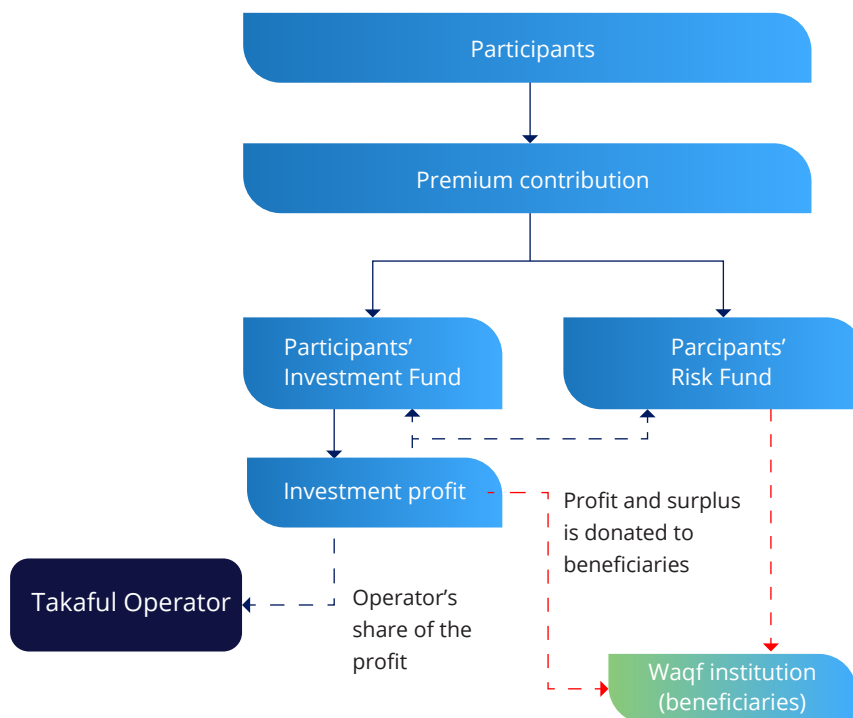 Participants
Premium contribution
Participants’
Investment Fund
Parcipants’
Risk Fund
Investment profit
Profit and surplus
is donated to
beneficiaries
Takaful Operator
Operator’s
share of the
profit
Waqf institution
(beneficiaries)